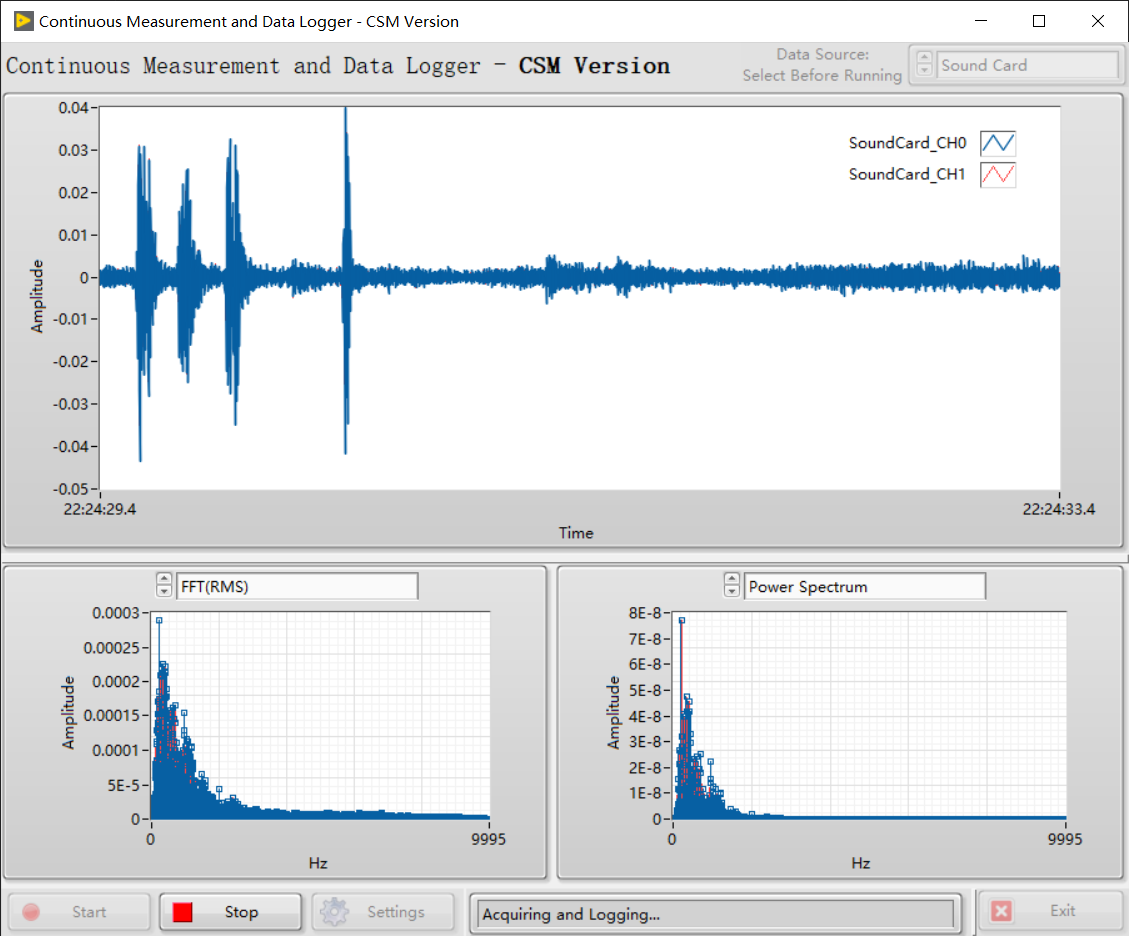 Continuous Measurement and Data Logger - CSM Version
Continuous Measurement and Data Logger - CSM Version
Data Source:
Select Before Running
Sound Card
SoundCard_CH0
SoundCard_CH1
Amplitude
0.04
0.03
0.02
0.01
0
-0.01
-0.02
-0.03
-0.04
-0.05
22:24:29.4
22:24:33.4
Time
FFT(RMS)
Amplitude
0.0003
0.00025
0.0002
0.00015
0.0001
5E-5
0
0
9995
Hz
Power Spectrum
Amplitude
8E-8
7E-8
6E-8
5E-8
4E-8
3E-8
2E-8
1E-8
0
0
9995
Hz
Start
Stop
Settings
Acquiring and Logging...
Exit